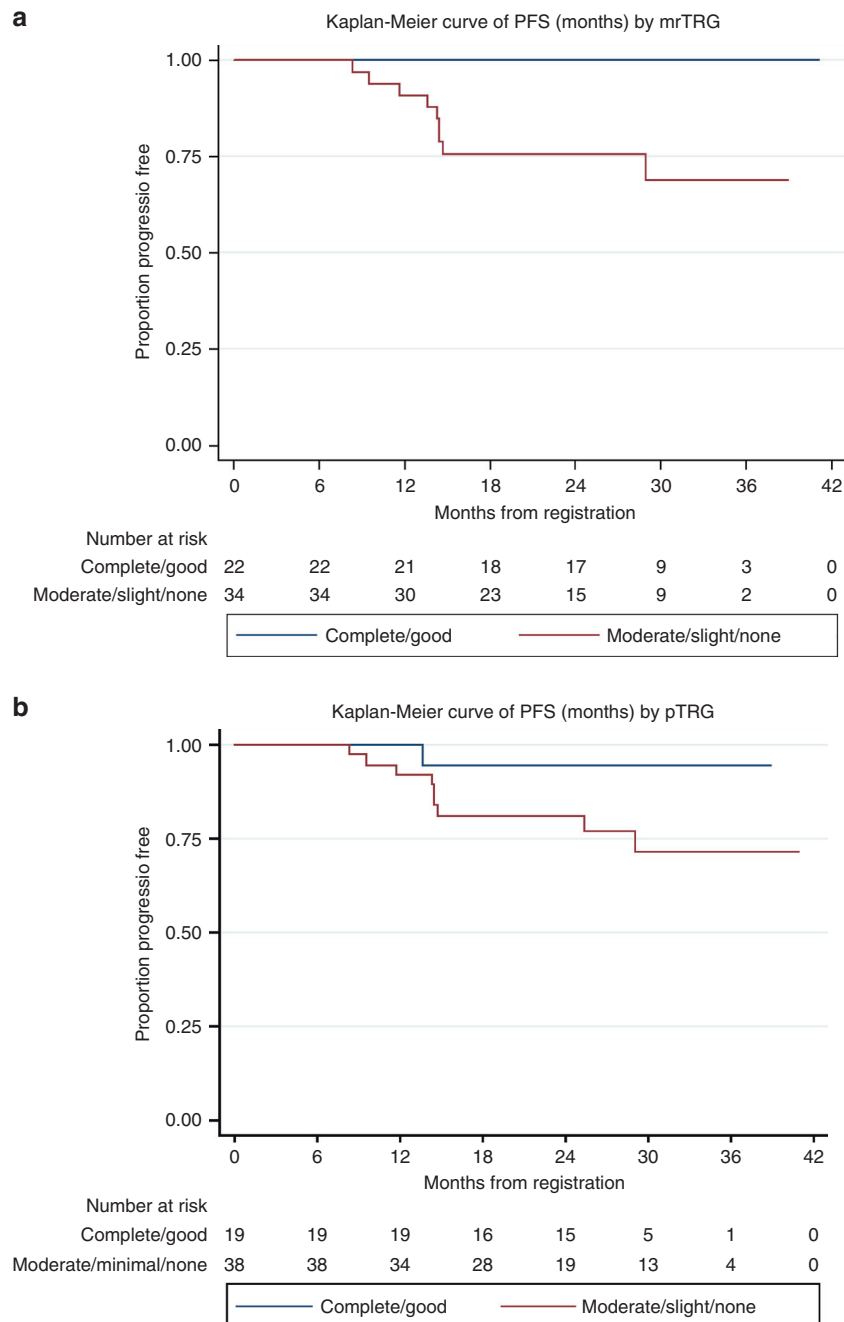 a
Kaplan-Meier curve of PFS (months) by mrTRG
1.00
0.75
0.50
0.25
0.00
Proportion progressio free
0 6 12 18 24 30 36 42
Months from registration
Number at risk
Complete/good 22 22 21 18 17 9 3 0
Moderate/slight/none 34 34 30 23 15 9 2 0
Complete/good Moderate/slight/none
b
Kaplan-Meier curve of PFS (months) by pTRG
1.00
0.75
0.50
0.25
0.00
Proportion progressio free
0 6 12 18 24 30 36 42
Months from registration
Number at risk
Complete/good 19 19 19 16 15 5 1 0
Moderate/minimal/none 38 38 34 28 19 13 4 0
Complete/good Moderate/slight/none